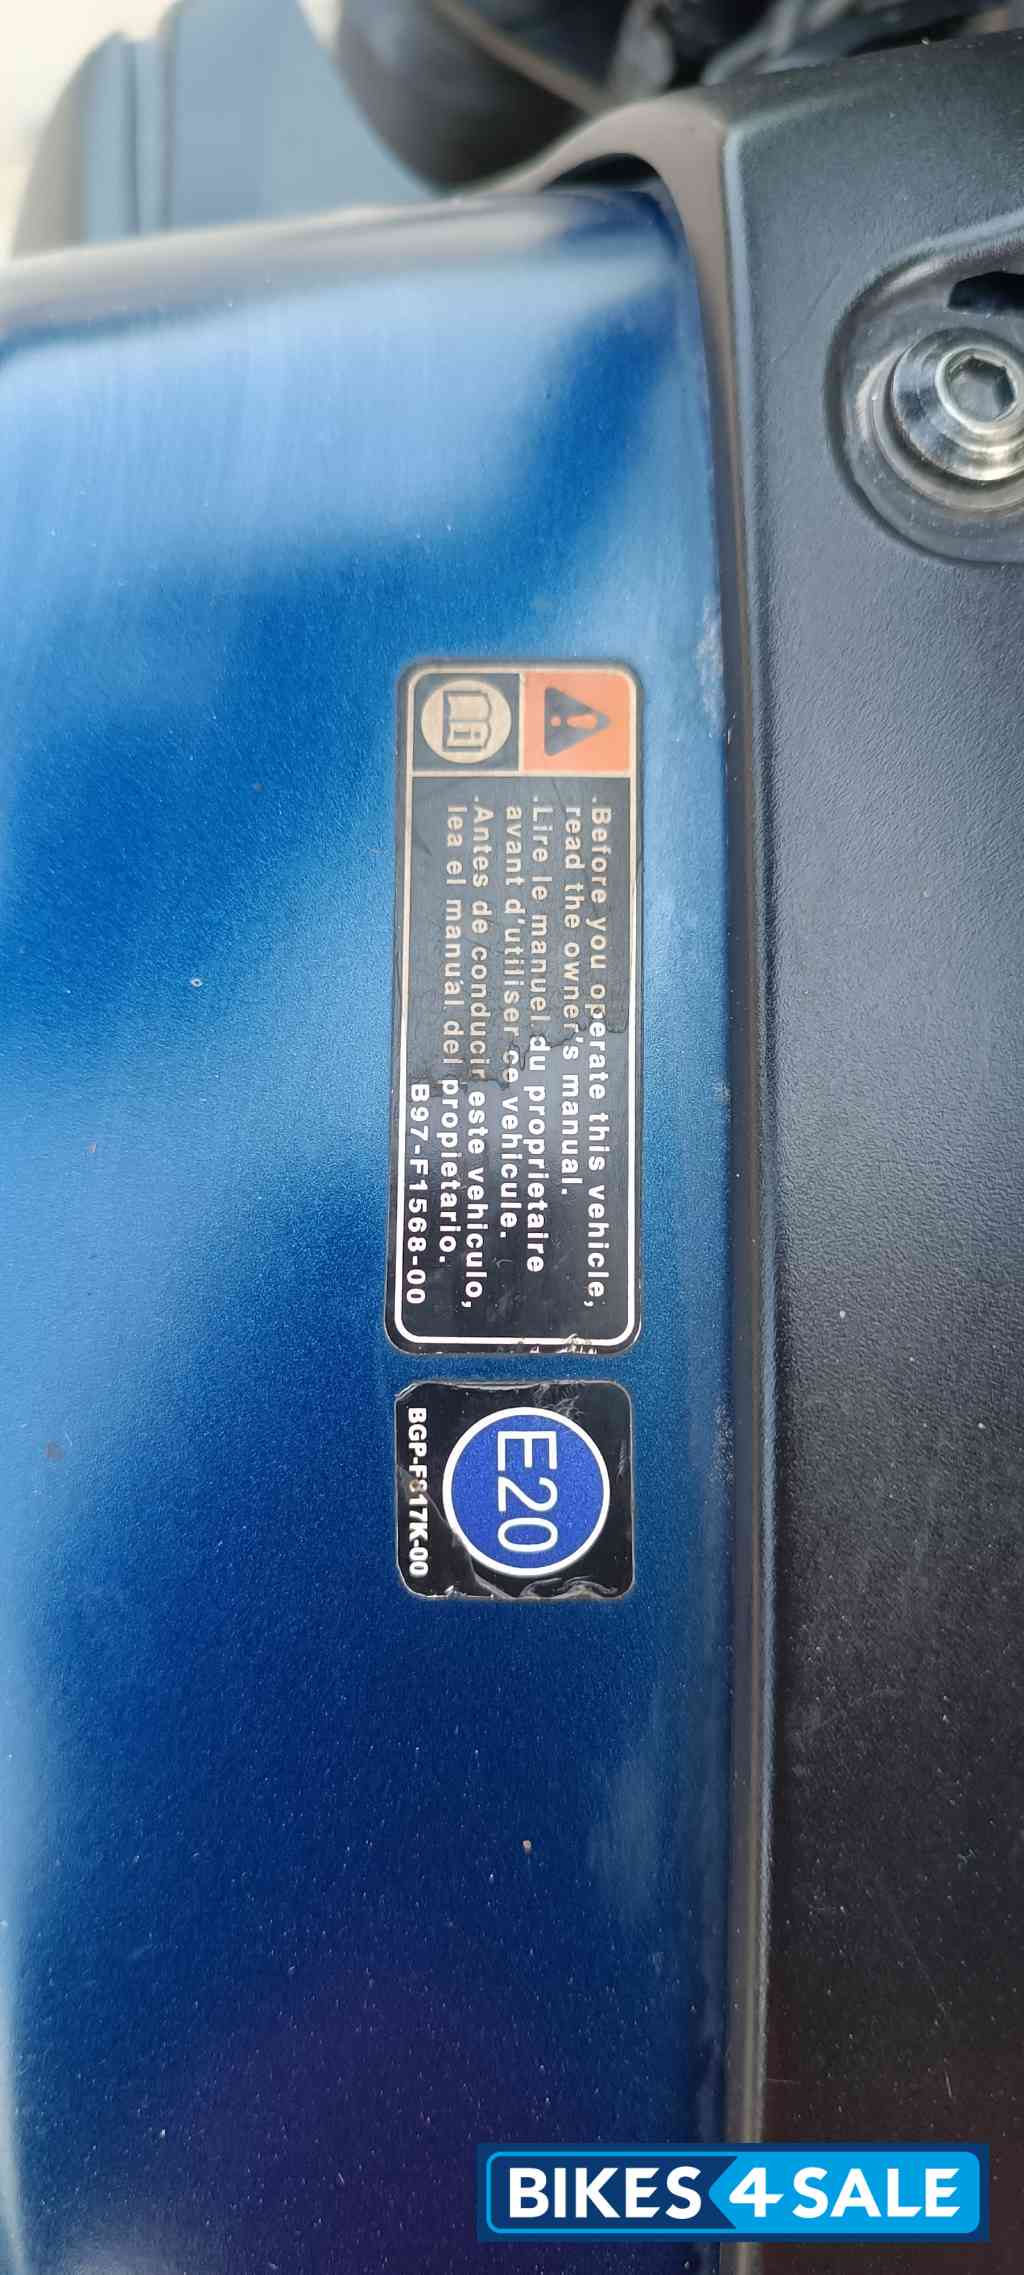 .Before you operate this vehicle,
read the owner's manual.
.Lire le manuel du proprietaire
avant d'utiliser ce vehicule.
.Antes de conducir este vehiculo,
lea el manual del propietario.
B97-F1568-00
E20
BIKES4SALE